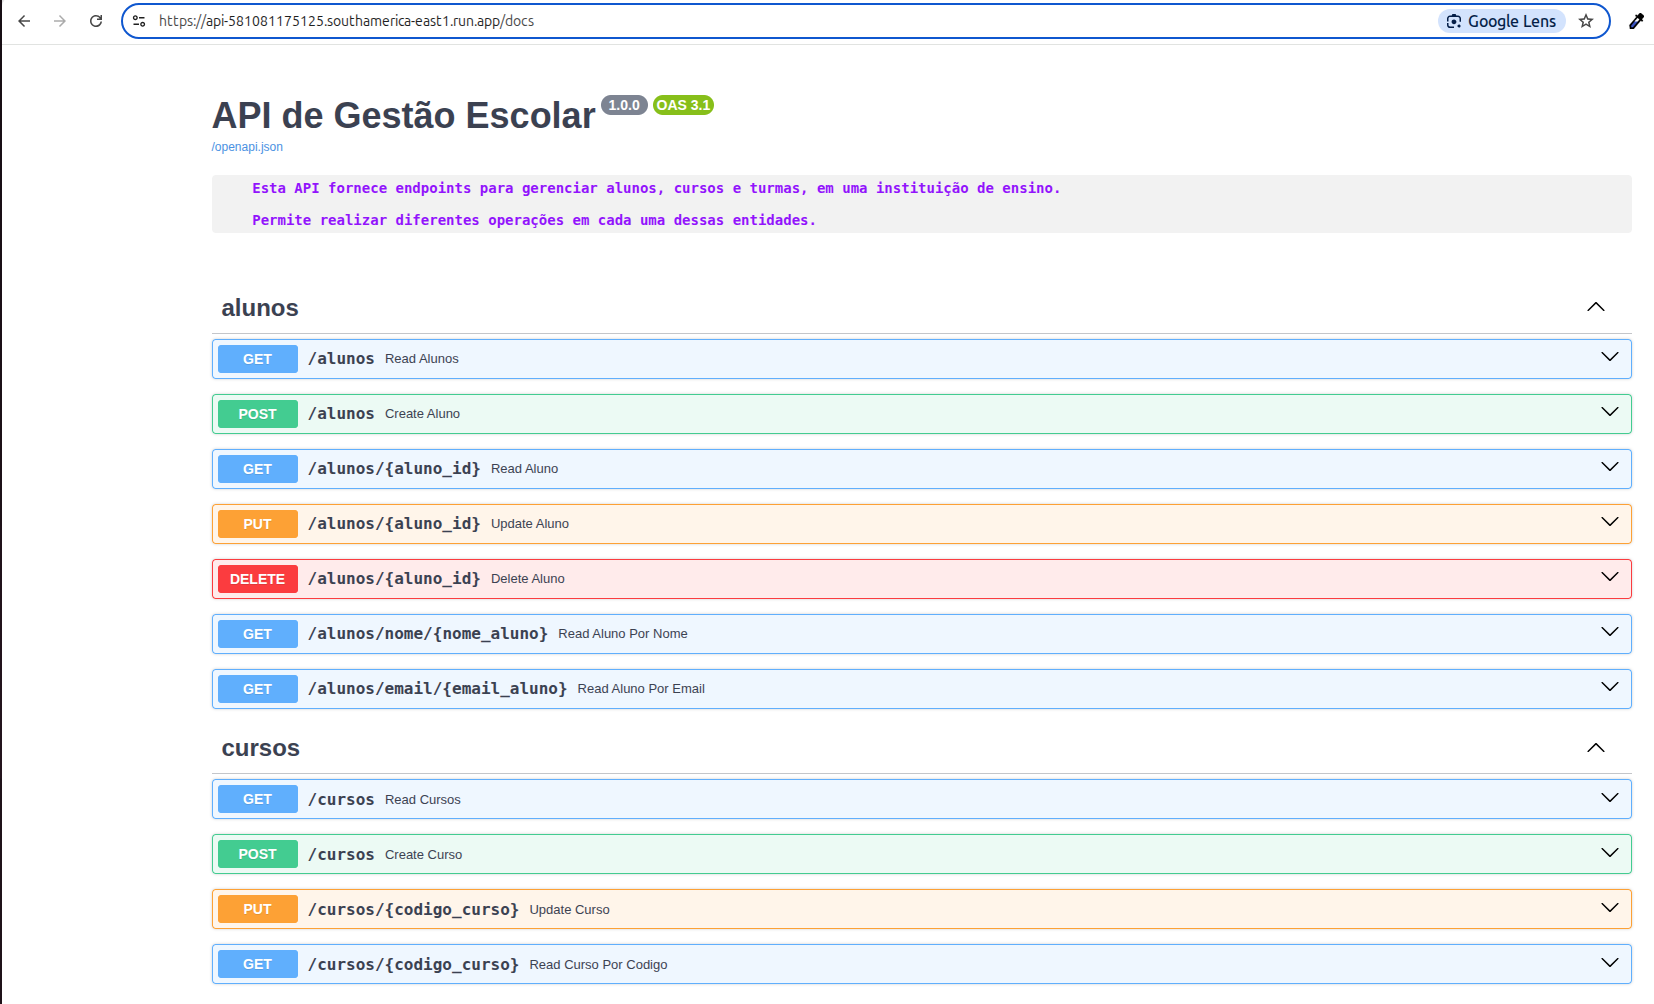 https://api-581081175125.southamerica-east1.run.app/docs
Google Lens
API de Gestão Escolar 1.0.0 OAS 3.1
/openapi.json
Esta API fornece endpoints para gerenciar alunos, cursos e turmas, em uma instituição de ensino.
Permite realizar diferentes operações em cada uma dessas entidades.
alunos
GET /alunos Read Alunos
POST /alunos Create Aluno
GET /alunos/{aluno_id} Read Aluno
PUT /alunos/{aluno_id} Update Aluno
DELETE /alunos/{aluno_id} Delete Aluno
GET /alunos/nome/{nome_aluno} Read Aluno Por Nome
GET /alunos/email/{email_aluno} Read Aluno Por Email
cursos
GET /cursos Read Cursos
POST /cursos Create Curso
PUT /cursos/{codigo_curso} Update Curso
GET /cursos/{codigo_curso} Read Curso Por Codigo